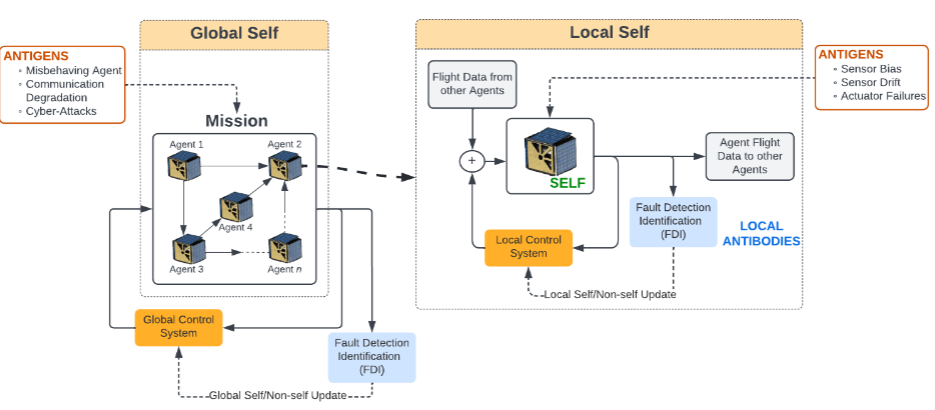 Global Self
ANTIGENS
◦ Misbehaving Agent
◦ Communication
Degradation
◦ Cyber-Attacks
Mission
Agent 1
Agent 2
Agent 4
Agent 3
Agent n
Global Control
System
Fault Detection
Identification
(FDI)
Global Self/Non-self Update
Local Self
Flight Data from
other Agents
ANTIGENS
◦ Sensor Bias
◦ Sensor Drift
◦ Actuator Failures
+
SELF
Agent Flight
Data to other
Agents
Fault Detection
Identification
(FDI)
LOCAL
ANTIBODIES
Local Control
System
Local Self/Non-self Update